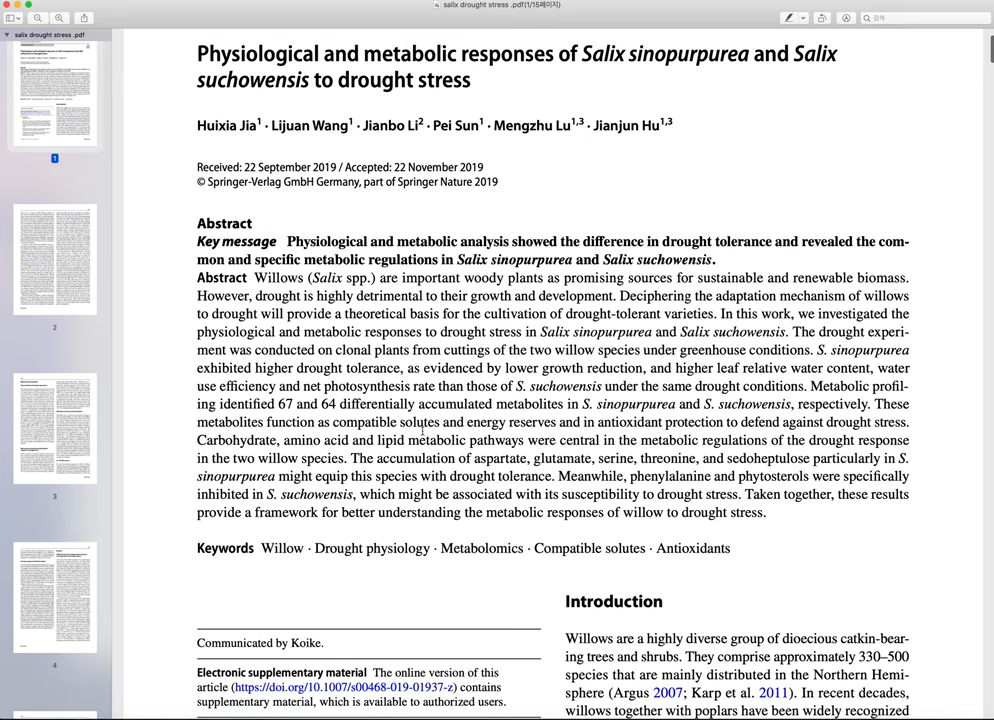 salix drought stress .pdf(1/15페이지)
검색
salix drought stress .pdf
1
2
3
4
Physiological and metabolic responses of Salix sinopurpurea and Salix
suchowensis to drought stress
Huixia Jia1 · Lijuan Wang1 · Jianbo Li2 · Pei Sun1 · Mengzhu Lu1,3 · Jianjun Hu1,3
Received: 22 September 2019 / Accepted: 22 November 2019
© Springer-Verlag GmbH Germany, part of Springer Nature 2019
Abstract
Key message Physiological and metabolic analysis showed the difference in drought tolerance and revealed the com-
mon and specific metabolic regulations in Salix sinopurpurea and Salix suchowensis.
Abstract Willows (Salix spp.) are important woody plants as promising sources for sustainable and renewable biomass.
However, drought is highly detrimental to their growth and development. Deciphering the adaptation mechanism of willows
to drought will provide a theoretical basis for the cultivation of drought-tolerant varieties. In this work, we investigated the
physiological and metabolic responses to drought stress in Salix sinopurpurea and Salix suchowensis. The drought experi-
ment was conducted on clonal plants from cuttings of the two willow species under greenhouse conditions. S. sinopurpurea
exhibited higher drought tolerance, as evidenced by lower growth reduction, and higher leaf relative water content, water
use efficiency and net photosynthesis rate than those of S. suchowensis under the same drought conditions. Metabolic profil-
ing identified 67 and 64 differentially accumulated metabolites in S. sinopurpurea and S. suchowensis, respectively. These
metabolites function as compatible solutes and energy reserves and in antioxidant protection to defend against drought stress.
Carbohydrate, amino acid and lipid metabolic pathways were central in the metabolic regulations of the drought response
in the two willow species. The accumulation of aspartate, glutamate, serine, threonine, and sedoheptulose particularly in S.
sinopurpurea might equip this species with drought tolerance. Meanwhile, phenylalanine and phytosterols were specifically
inhibited in S. suchowensis, which might be associated with its susceptibility to drought stress. Taken together, these results
provide a framework for better understanding the metabolic responses of willow to drought stress.
Keywords Willow · Drought physiology · Metabolomics · Compatible solutes · Antioxidants
Communicated by Koike.
Electronic supplementary material The online version of this
article (https://doi.org/10.1007/s00468-019-01937-z) contains
supplementary material, which is available to authorized users.
Introduction
Willows are a highly diverse group of dioecious catkin-bear-
ing trees and shrubs. They comprise approximately 330–500
species that are mainly distributed in the Northern Hemi-
sphere (Argus 2007; Karp et al. 2011). In recent decades,
willows together with poplars have been widely recognized